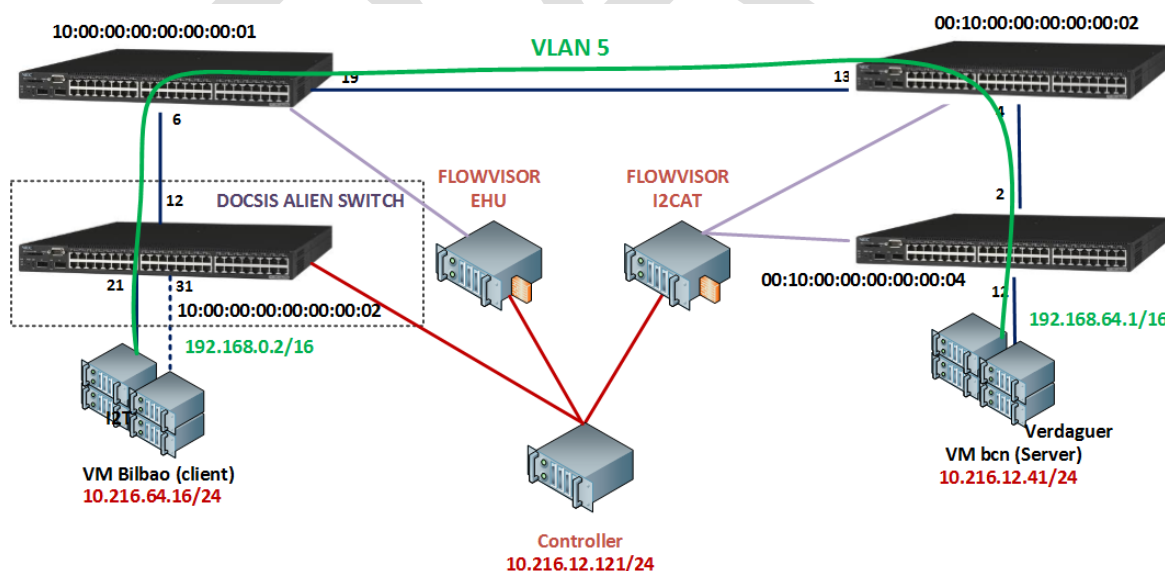 10:00:00:00:00:00:00:01
00:10:00:00:00:00:00:02
VLAN 5
19
13
6
4
FLOWVISOR
EHU
FLOWVISOR
I2CAT
12
DOCSIS ALIEN SWITCH
2
21
31
10:00:00:00:00:00:00:02
00:10:00:00:00:00:00:04
12
192.168.0.2/16
192.168.64.1/16
I2T
VM Bilbao (client)
10.216.64.16/24
Verdaguer
VM bcn (Server)
10.216.12.41/24
Controller
10.216.12.121/24